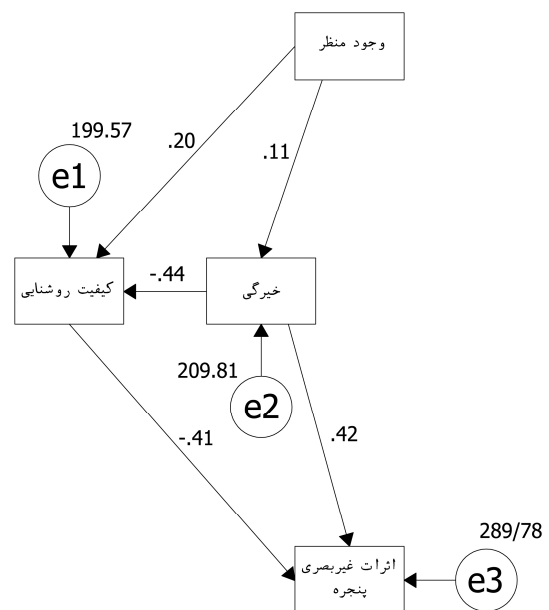 وجود منظر
199.57
.20
.11
e1
کیفیت روشنایی
-.44
خیرگی
209.81
e2
-.41
.42
289/78
اثرات غیربصری
پنجره
e3